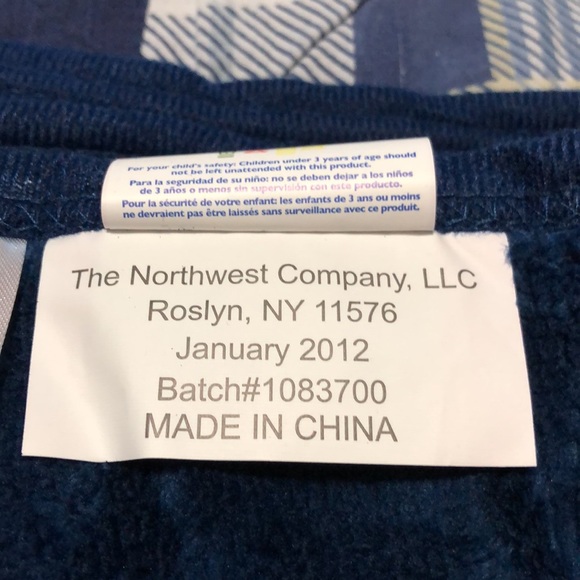 For your child's safety: Children under 3 years of age should
not be left unattended with this product.
Para la seguridad de su niño: no se deben dejar a los niños
de 3 años o menos sin supervisión con este producto.
Pour la sécurité de votre enfant: les enfants de 3 ans ou moins
ne devraient pas être laissés sans surveillance avec ce produit.
The Northwest Company, LLC
Roslyn, NY 11576
January 2012
Batch#1083700
MADE IN CHINA